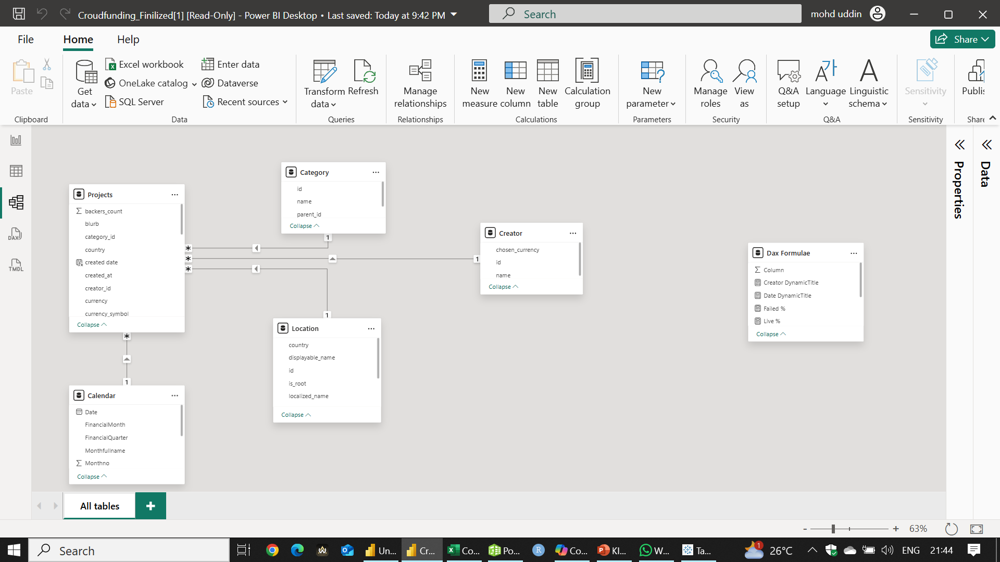 Croudfunding_Finilized[1] [Read-Only] - Power BI Desktop • Last saved: Today at 9:42 PM
Search
mohd uddin
File
Home
Help
Share
Paste
Clipboard
Get data
Excel workbook
OneLake catalog
SQL Server
Enter data
Dataverse
Recent sources
Data
Transform data
Refresh
Queries
Manage relationships
Relationships
New measure
New column
New table
Calculation group
Calculations
New parameter
Parameters
Manage roles
View as
Security
Q&A setup
Language
Linguistic schema
Q&A
Sensitivity
Sensitivity
Publis
Share
DAX
TMDL
Projects
backers_count
blurb
category_id
country
created date
created_at
creator_id
currency
currency_symbol
Collapse
Category
id
name
parent_id
Collapse
Creator
chosen_currency
id
name
Collapse
Dax Formulae
Column
Creator DynamicTitle
Date DynamicTitle
Failed %
Live %
Collapse
Location
country
displayable_name
id
is_root
localized_name
Collapse
Calendar
Date
FinancialMonth
FinancialQuarter
Monthfullname
Monthno
Collapse
* 1
* 1
* 1
* 1
Properties
Data
All tables
+
- + 63%
Search
Un...
Cr...
Co...
Po...
R
Co...
KI...
W...
Ta...
1
26°C
ENG
21:44